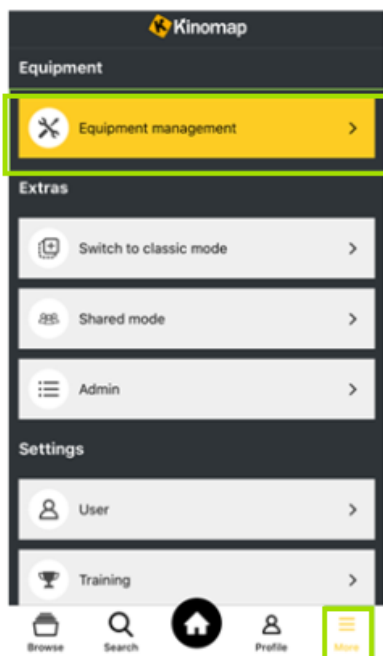 Kinomap
Equipment
Equipment management
Extras
Switch to classic mode
Shared mode
Admin
Settings
User
Training
Browse
Search
Profile
More